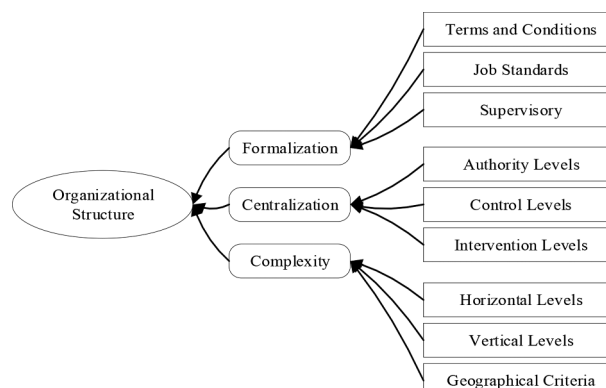 Terms and Conditions
Job Standards
Supervisory
Formalization
Authority Levels
Organizational
Structure
Centralization
Control Levels
Intervention Levels
Complexity
Horizontal Levels
Vertical Levels
Geographical Criteria